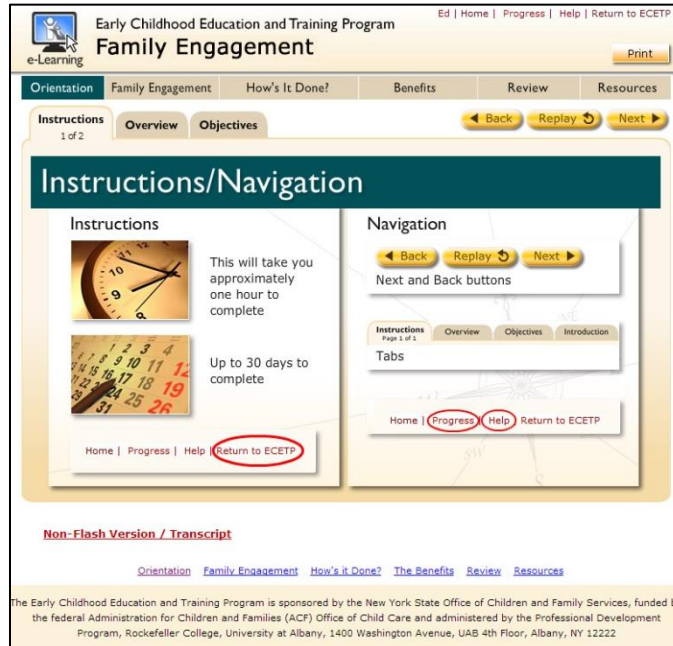 Ed | Home | Progress | Help | Return to ECETP
Early Childhood Education and Training Program
Family Engagement
e-Learning
Print
Orientation Family Engagement How's It Done? Benefits Review Resources
Instructions Overview Objectives
1 of 2
Back Replay Next
Instructions/Navigation
Instructions
This will take you
approximately
one hour to
complete
Up to 30 days to
complete
Home | Progress | Help | Return to ECETP
Navigation
Back Replay Next
Next and Back buttons
Instructions Overview Objectives Introduction
Page 1 of 1
Tabs
Home | Progress | Help Return to ECETP
Non-Flash Version / Transcript
Orientation Family Engagement How's it Done? The Benefits Review Resources
The Early Childhood Education and Training Program is sponsored by the New York State Office of Children and Family Services, funded
the federal Administration for Children and Families (ACF) Office of Child Care and administered by the Professional Development
Program, Rockefeller College, University at Albany, 1400 Washington Avenue, UAB 4th Floor, Albany, NY 12222